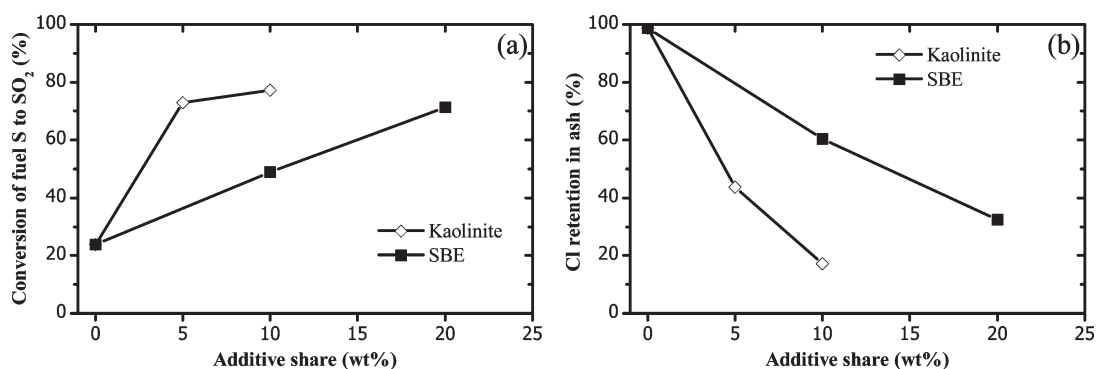 (a)
Conversion of fuel S to SO₂ (%)
100
80
60
40
20
0
Kaolinite
SBE
0 5 10 15 20 25
Additive share (wt%)
(b)
Cl retention in ash (%)
100
80
60
40
20
0
Kaolinite
SBE
0 5 10 15 20 25
Additive share (wt%)